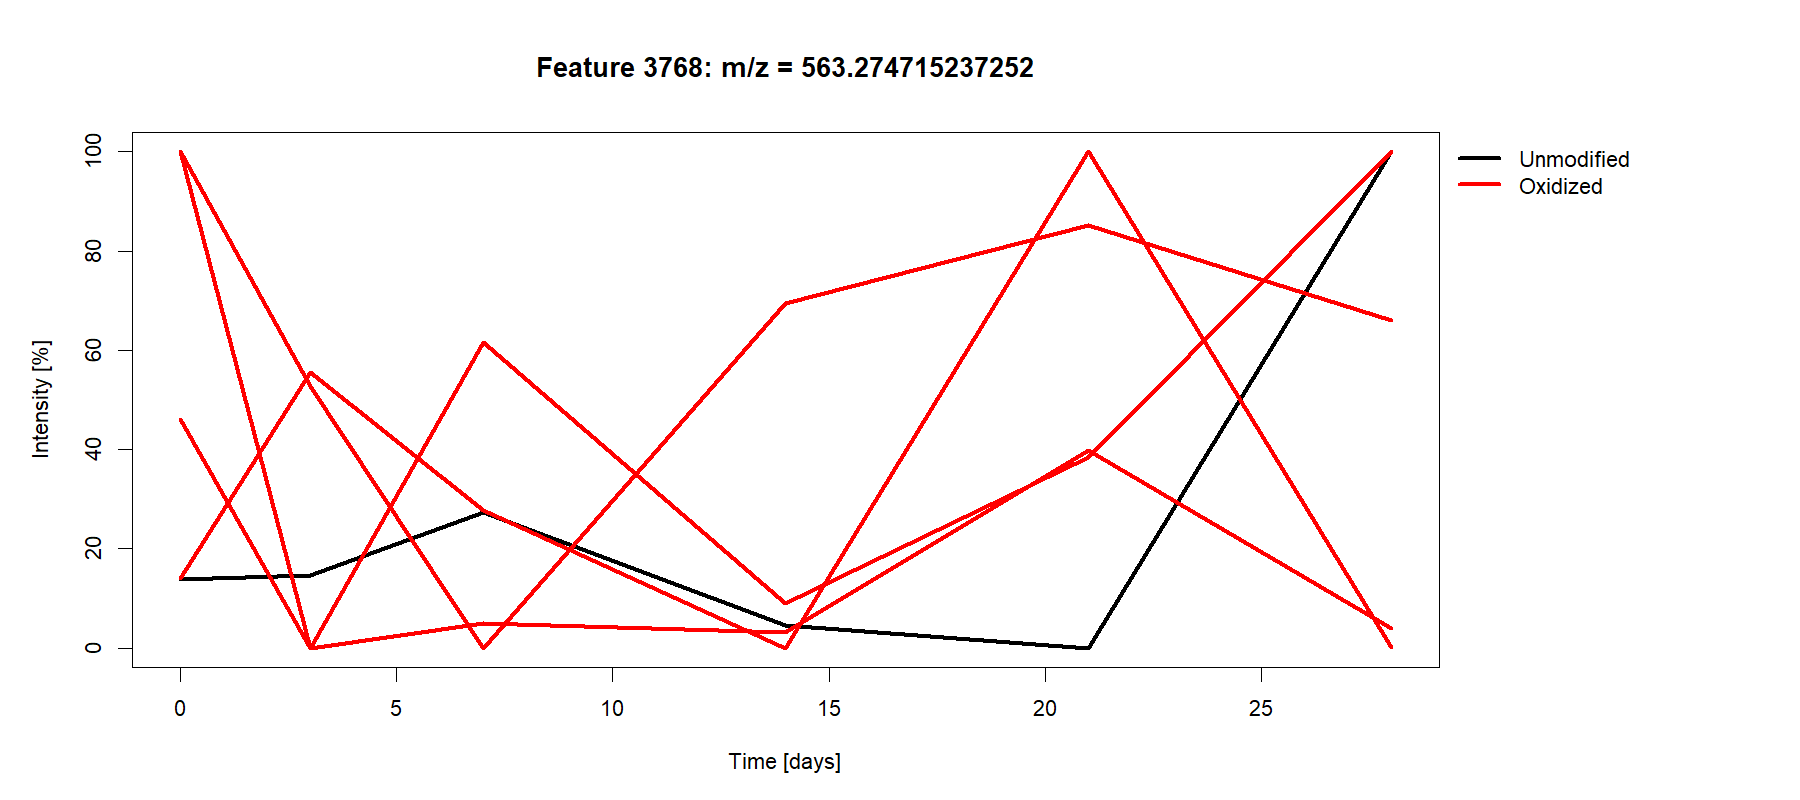 Feature 3768: m/z = 563.274715237252
Unmodified
Oxidized
Intensity [%]
100
80
60
40
20
0
0 5 10 15 20 25
Time [days]